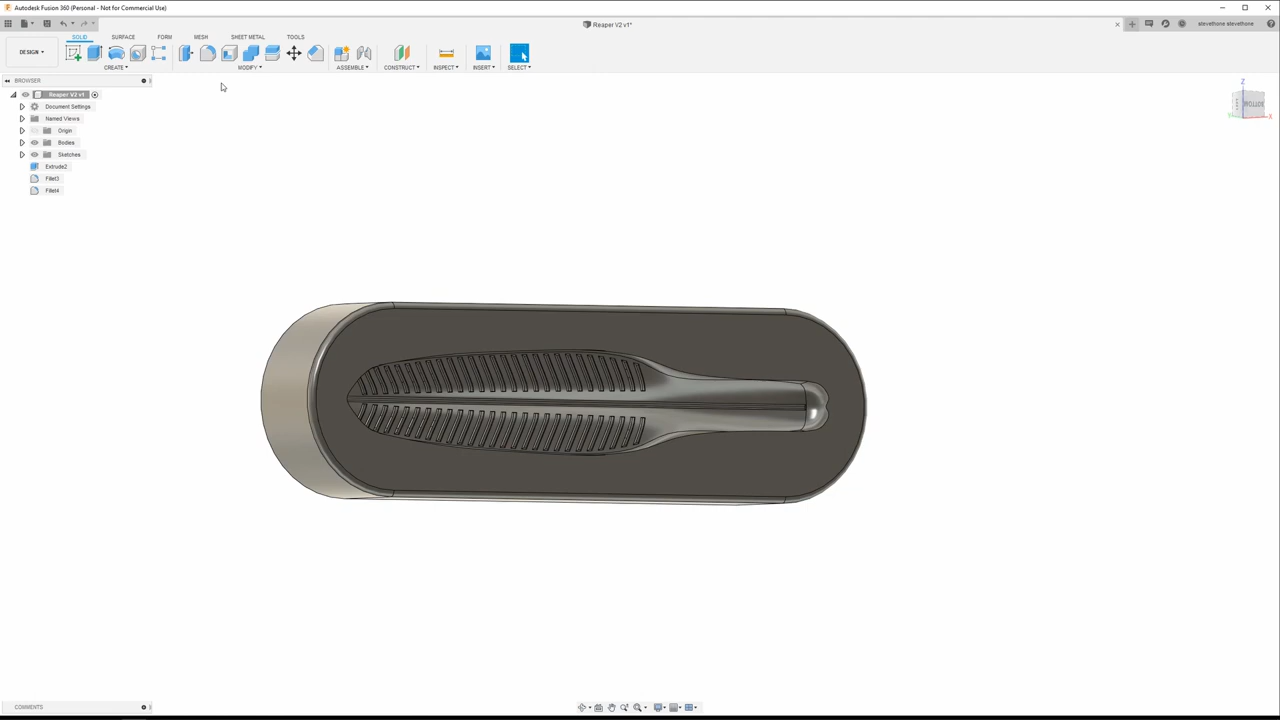 Autodesk Fusion 360 (Personal - Not for Commercial Use)
Reaper V2 v1*
stevethone stevethone
DESIGN
SOLID SURFACE FORM MESH SHEET METAL TOOLS
CREATE MODIFY ASSEMBLE CONSTRUCT INSPECT INSERT SELECT
BROWSER
Reaper V2 v1
Document Settings
Named Views
Origin
Bodies
Sketches
Extrude2
Fillet3
Fillet4
Z
X
COMMENTS